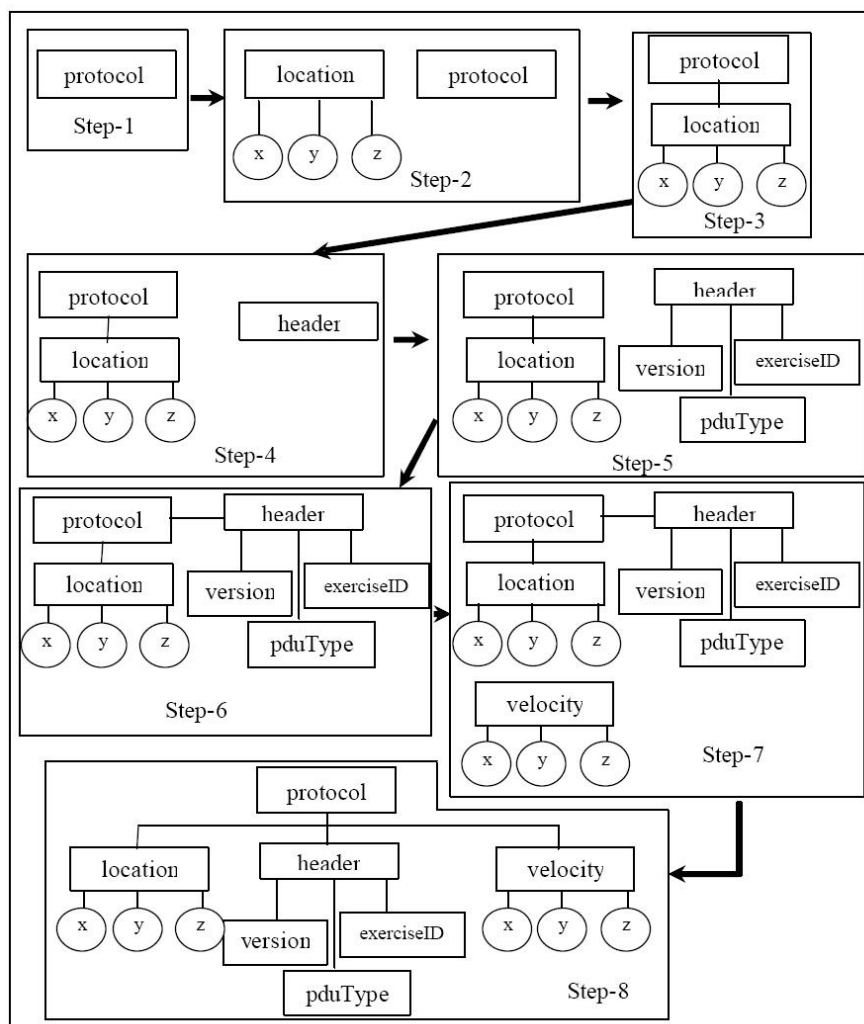 protocol
Step-1
location protocol
x y z
Step-2
protocol
location
x y z
Step-3
protocol
header
location
x y z
Step-4
protocol header
location version exerciseID
x y z
pduType
Step-5
protocol header
location version exerciseID
x y z
pduType
Step-6
protocol header
location version exerciseID
x y z
pduType
velocity
x y z
Step-7
protocol
location header velocity
x y z version exerciseID x y z
pduType
Step-8